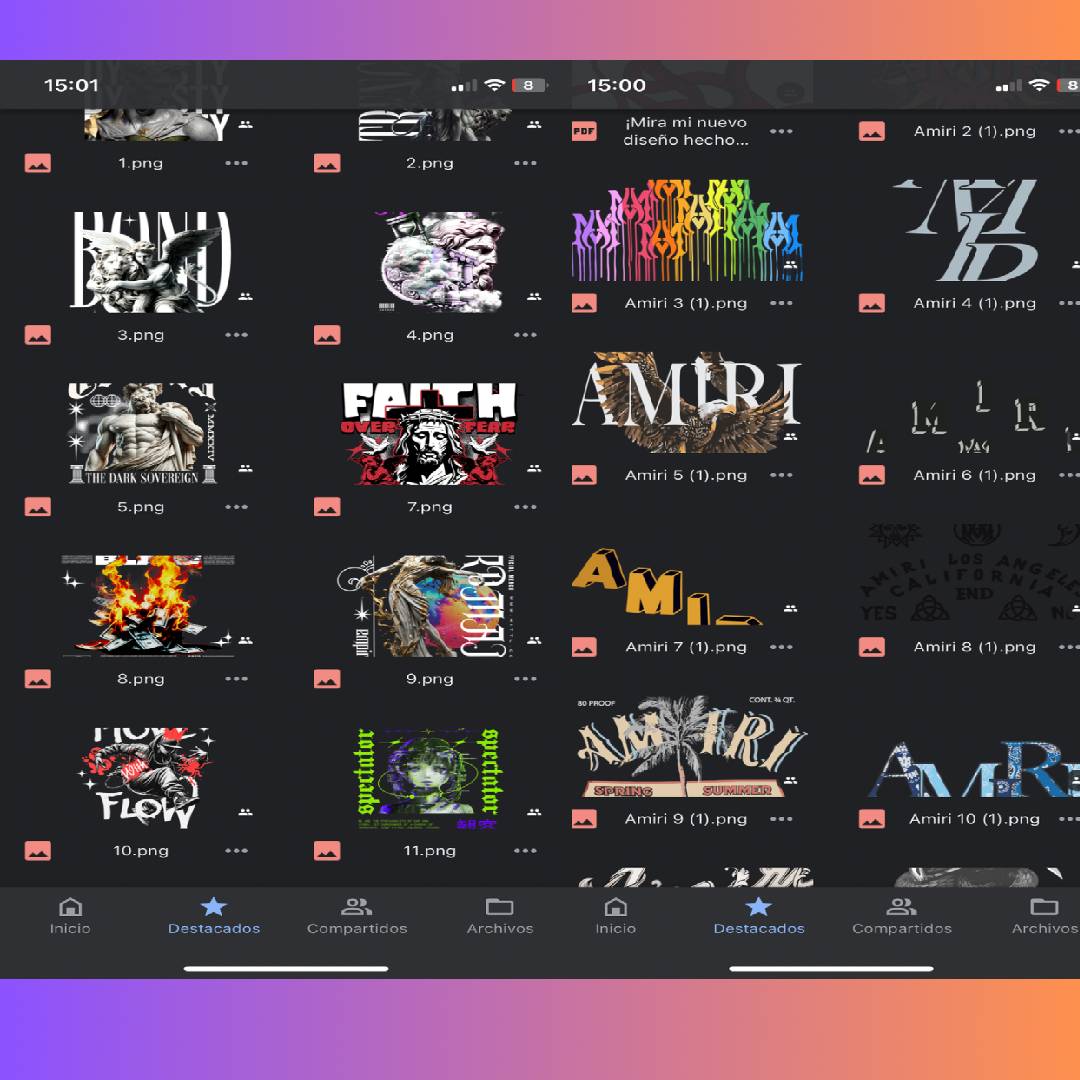 15:01
8
1.png
2.png
BOND
3.png
4.png
THE DARK SOVEREIGN
5.png
FAITH
OVER FEAR
7.png
8.png
9.png
WITH
FLOW
10.png
spectator
spectator
11.png
Inicio
Destacados
Compartidos
Archivos
15:00
8
PDF
¡Mira mi nuevo
diseño hecho...
Amiri 2 (1).png
Amiri 3 (1).png
Amiri 4 (1).png
AMIRI
Amiri 5 (1).png
A M I R
Amiri 6 (1).png
AMI
Amiri 7 (1).png
AMIRI LOS ANGELES
CALIFORNIA
YES END NO
Amiri 8 (1).png
80 PROOF
CONT. ¾ QT.
AMIRI
SPRING SUMMER
Amiri 9 (1).png
AMIR
Amiri 10 (1).png
Inicio
Destacados
Compartidos
Archivos